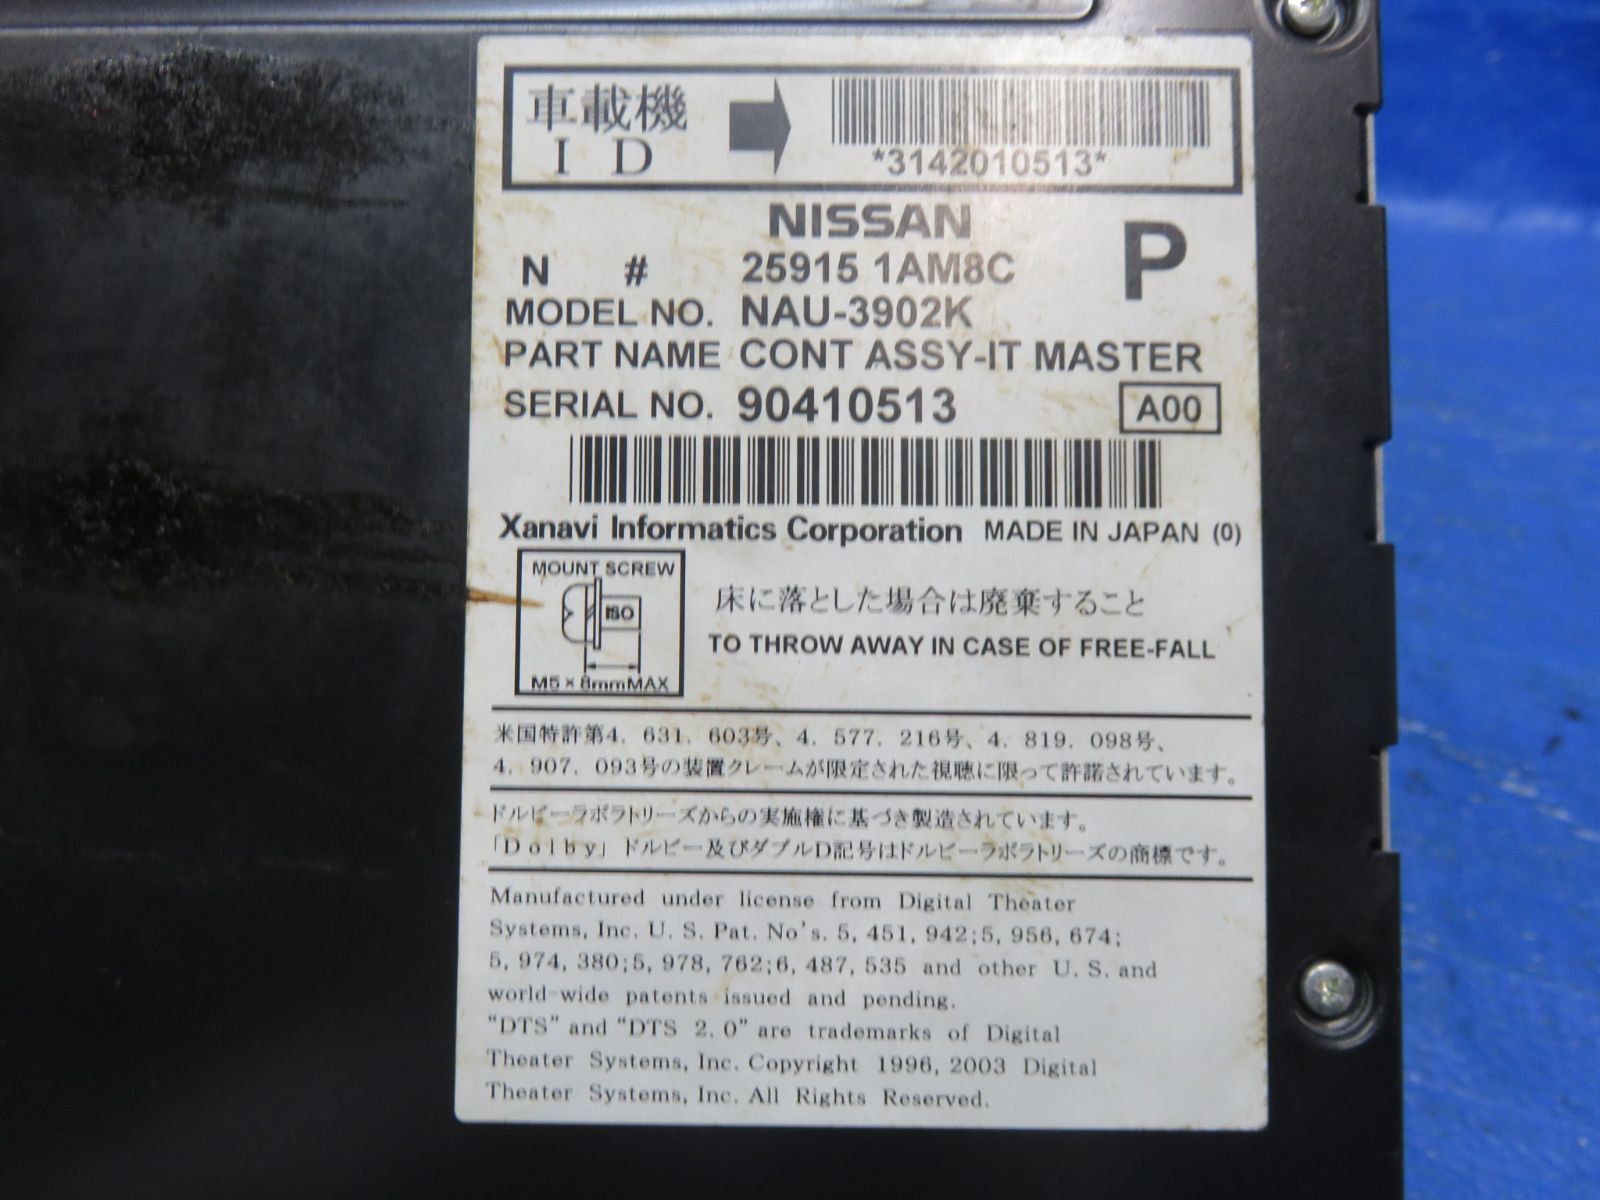 車載機
ID
*3142010513*
NISSAN
P
N # 25915 1AM8C
MODEL NO. NAU-3902K
PART NAME CONT ASSY-IT MASTER
SERIAL NO. 90410513
A00
Xanavi Informatics Corporation MADE IN JAPAN (0)
MOUNT SCREW
ISO
M5×8mmMAX
床に落とした場合は廃棄すること
TO THROW AWAY IN CASE OF FREE-FALL
米国特許第4. 631. 603号、4. 577. 216号、4. 819. 098号、
4. 907. 093号の装置クレームが限定された視聴に限って許諾されています。
ドルビーラボラトリーズからの実施権に基づき製造されています。
「Dolby」ドルビー及びダブルD記号はドルビーラボラトリーズの商標です。
Manufactured under license from Digital Theater
Systems, Inc. U. S. Pat. No's. 5, 451, 942;5, 956, 674;
5, 974, 380;5, 978, 762;6, 487, 535 and other U. S. and
world-wide patents issued and pending.
"DTS" and "DTS 2.0" are trademarks of Digital
Theater Systems, Inc. Copyright 1996, 2003 Digital
Theater Systems, Inc. All Rights Reserved.